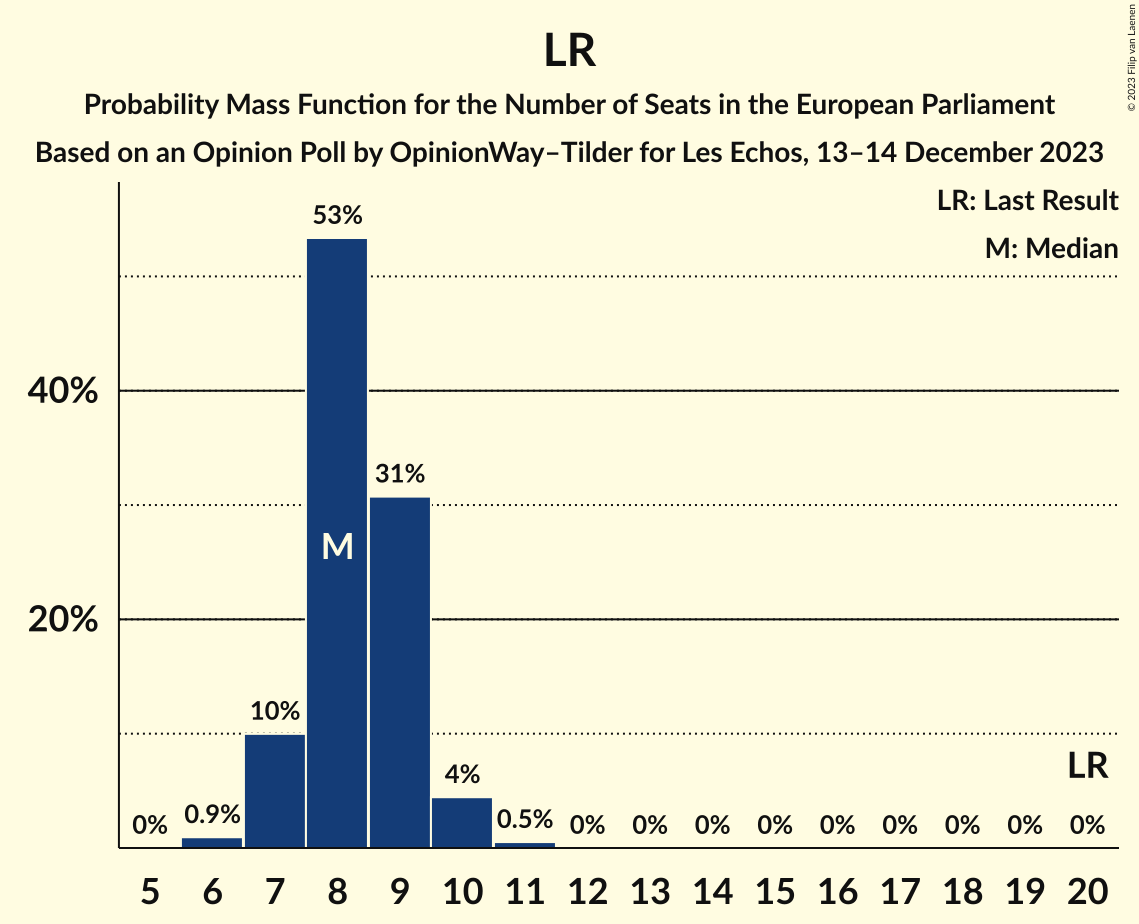 LR
Probability Mass Function for the Number of Seats in the European Parliament
Based on an Opinion Poll by OpinionWay–Tilder for Les Echos, 13–14 December 2023
© 2023 Filip van Laenen
LR: Last Result
M: Median
53%
40%
31%
M
20%
10%
4%
LR
0%
0.9%
0.5%
0% 0% 0% 0% 0% 0% 0% 0% 0%
5 6 7 8 9 10 11 12 13 14 15 16 17 18 19 20